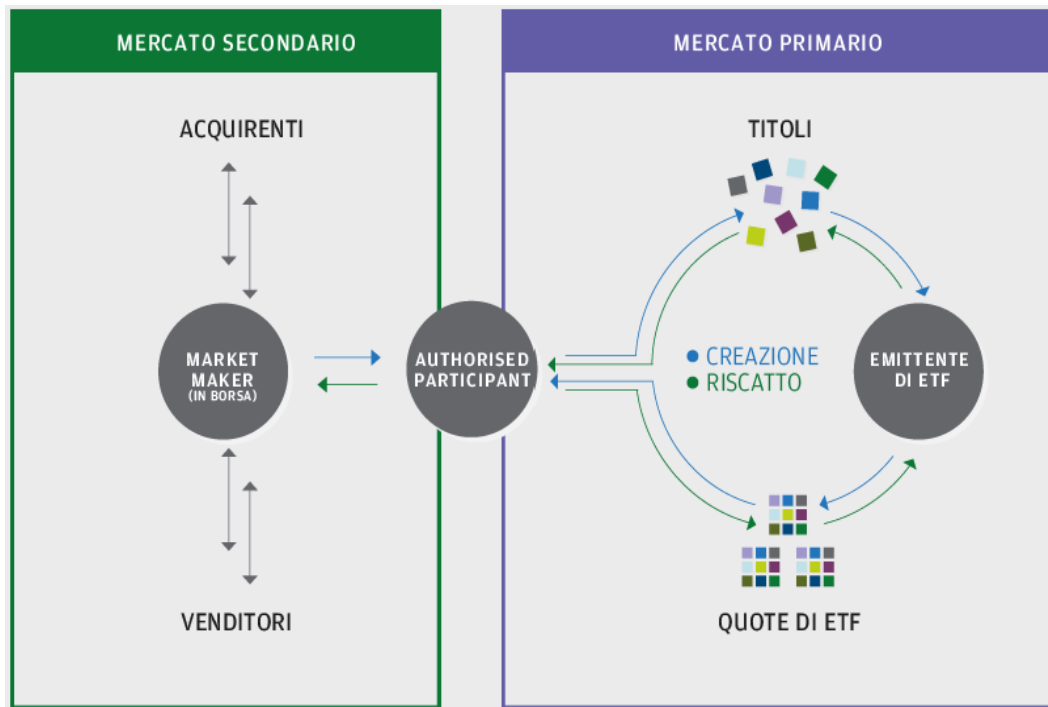 MERCATO SECONDARIO
MERCATO PRIMARIO
ACQUIRENTI
TITOLI
MARKET
MAKER
(IN BORSA)
AUTHORISED
PARTICIPANT
CREAZIONE
RISCATTO
EMITTENTE
DI ETF
VENDITORI
QUOTE DI ETF